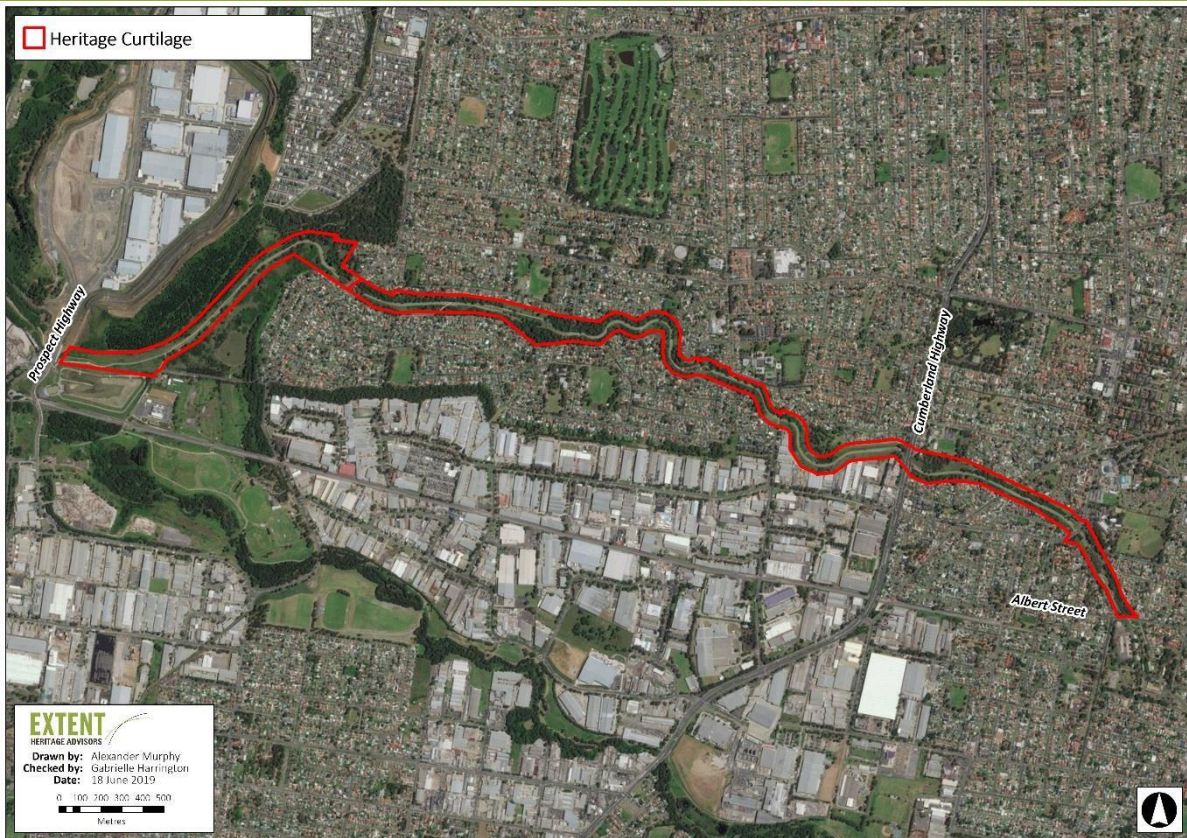 Heritage Curtilage
Prospect Highway
Cumberland Highway
Albert Street
EXTENT
HERITAGE ADVISORS
Drawn by: Alexander Murphy
Checked by: Gabrielle Harrington
Date: 18 June 2019
0 100 200 300 400 500
Metres